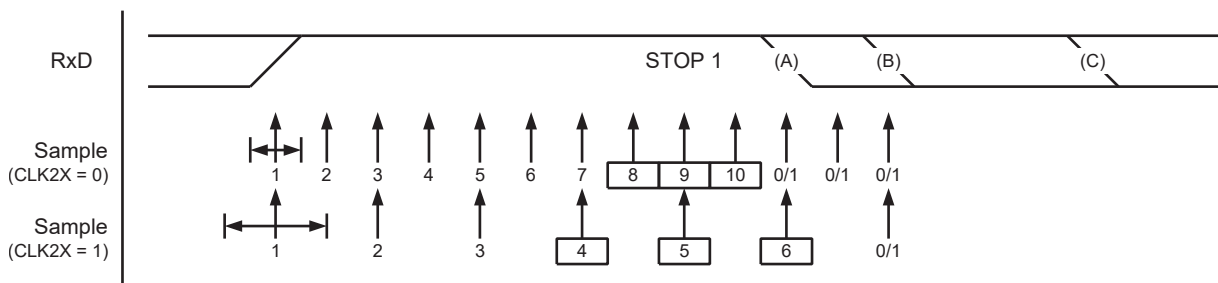 RxD STOP 1 (A) (B) (C)
Sample
(CLK2X = 0)
1 2 3 4 5 6 7 8 9 10 0/1 0/1 0/1
Sample
(CLK2X = 1)
1 2 3 4 5 6 0/1